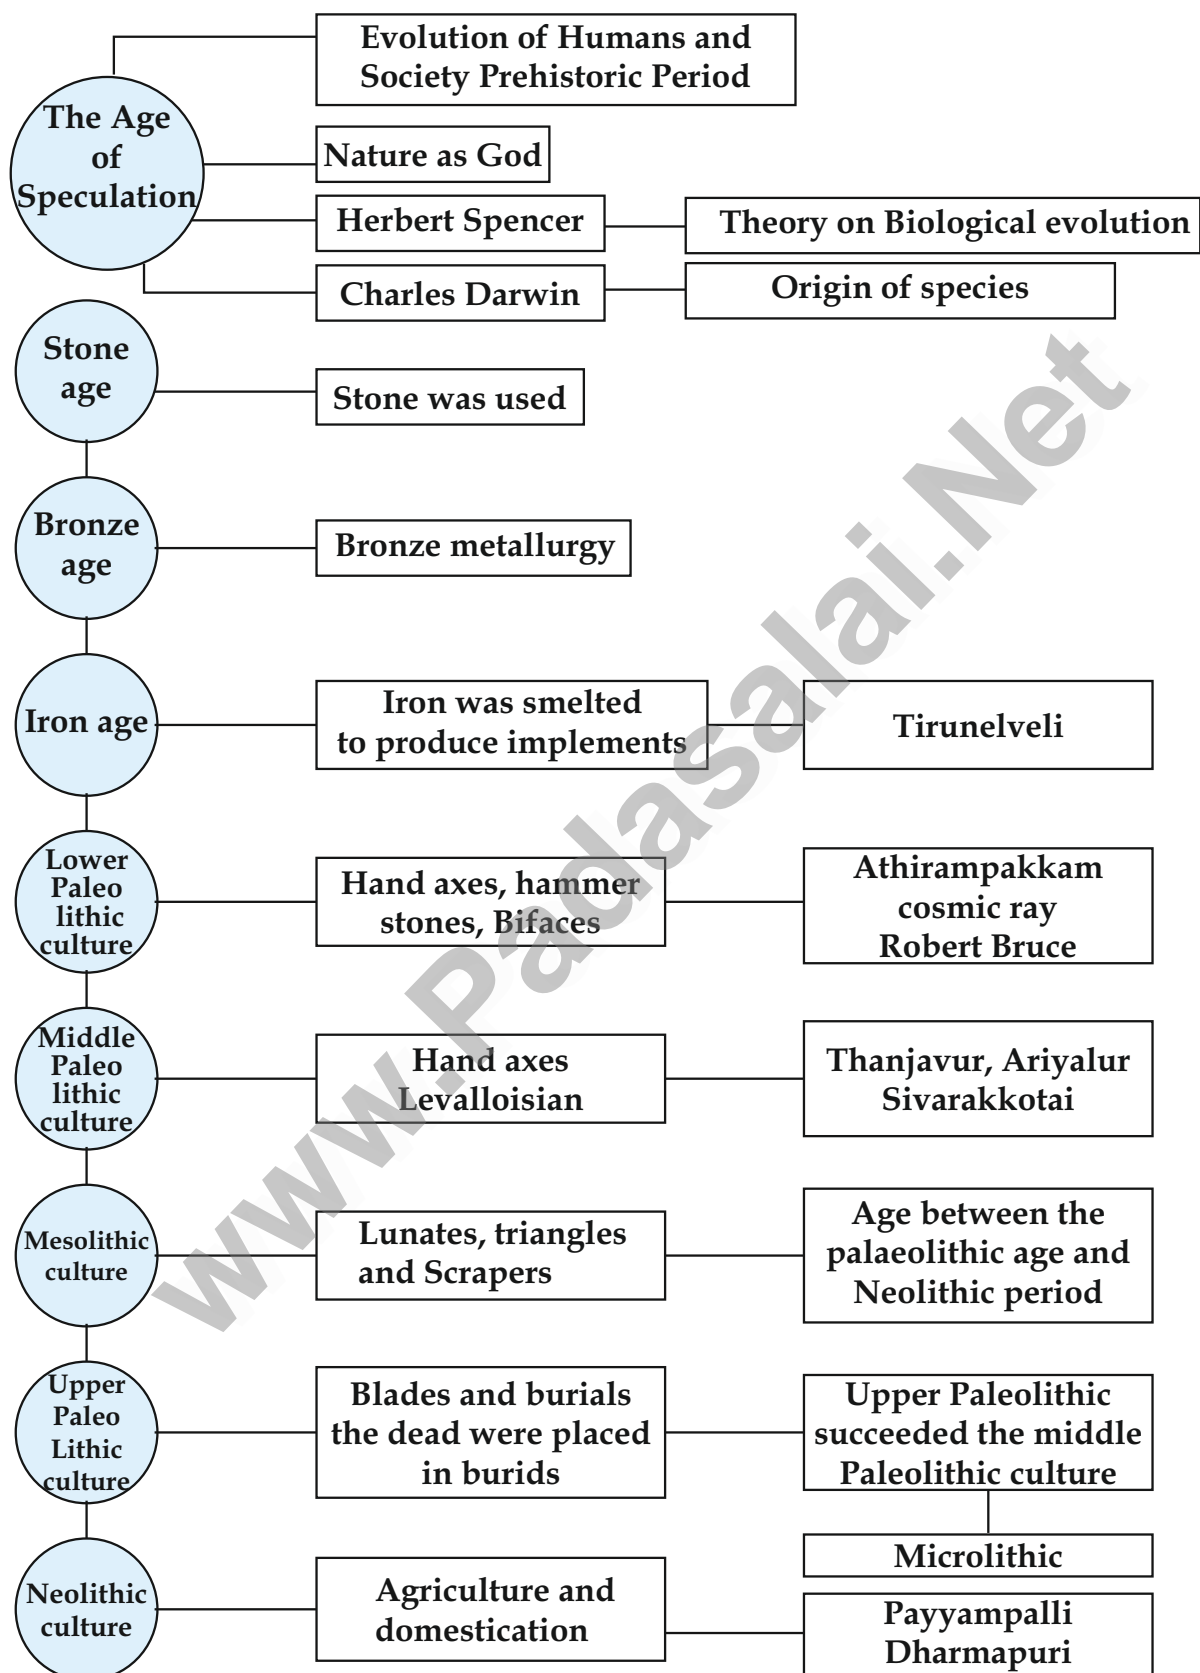 Evolution of Humans and
Society Prehistoric Period
The Age
of
Speculation
Nature as God
Herbert Spencer
Theory on Biological evolution
Charles Darwin
Origin of species
Stone
age
Stone was used
Bronze
age
Bronze metallurgy
Iron age
Iron was smelted
to produce implements
Tirunelveli
Lower
Paleo
lithic
culture
Hand axes, hammer
stones, Bifaces
Athirampakkam
cosmic ray
Robert Bruce
Middle
Paleo
lithic
culture
Hand axes
Levalloisian
Thanjavur, Ariyalur
Sivarakkotai
Mesolithic
culture
Lunates, triangles
and Scrapers
Age between the
palaeolithic age and
Neolithic period
Upper
Paleo
Lithic
culture
Blades and burials
the dead were placed
in burids
Upper Paleolithic
succeeded the middle
Paleolithic culture
Microlithic
Neolithic
culture
Agriculture and
domestication
Payyampalli
Dharmapuri
www.Padasalai.Net